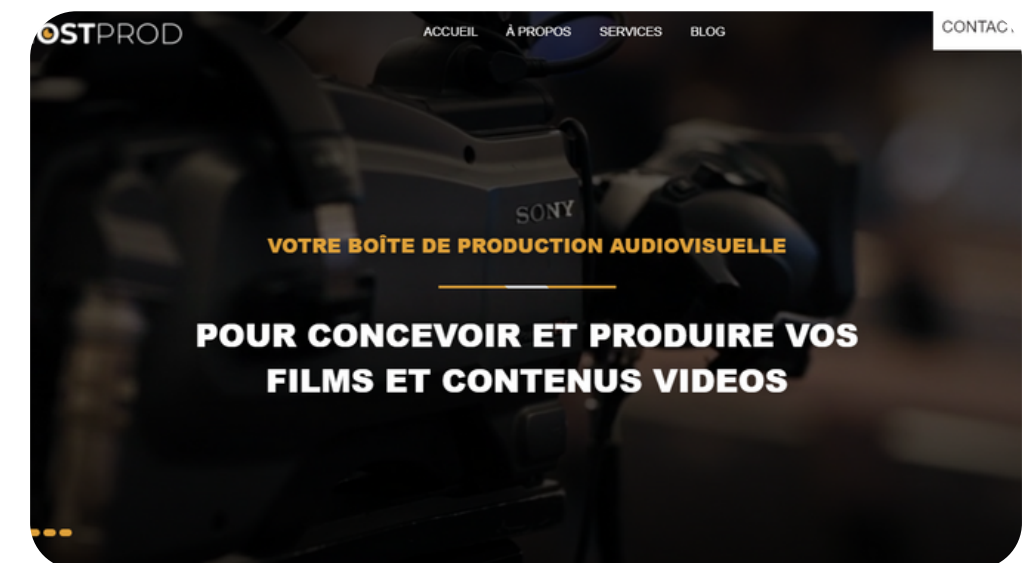 OSTPROD
ACCUEIL À PROPOS SERVICES BLOG
CONTAC
SONY
VOTRE BOÎTE DE PRODUCTION AUDIOVISUELLE
POUR CONCEVOIR ET PRODUIRE VOS
FILMS ET CONTENUS VIDEOS